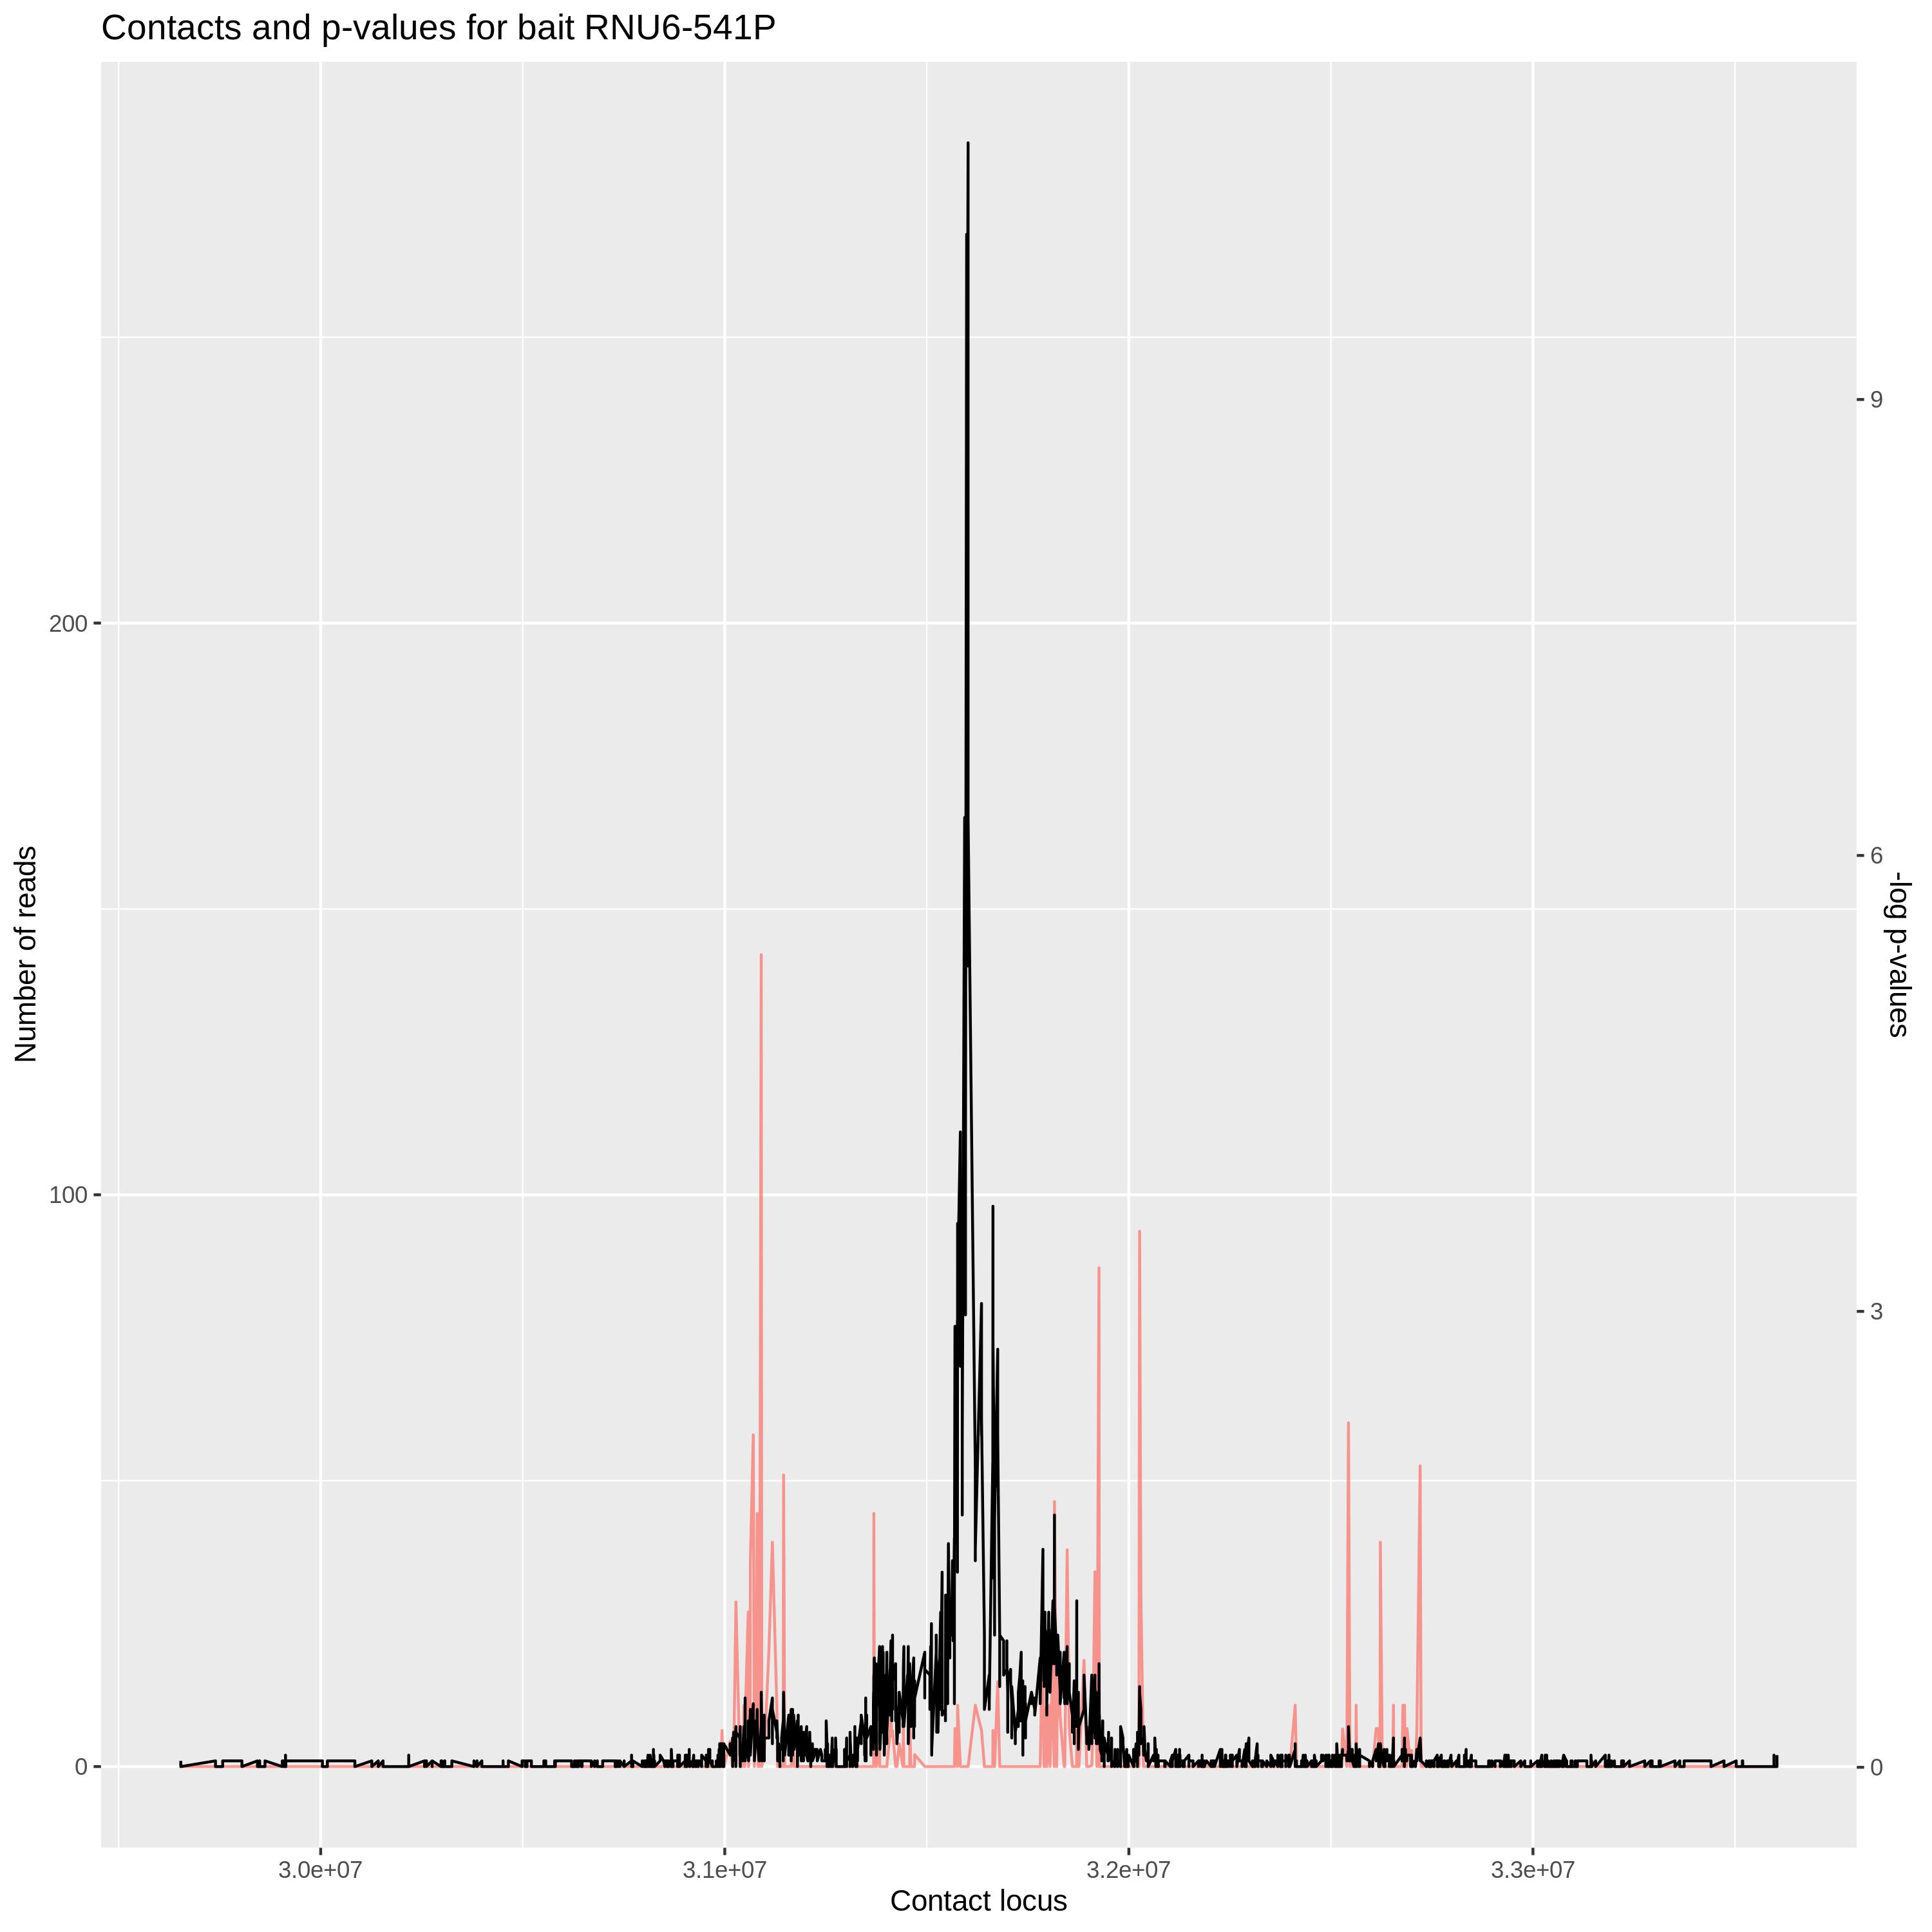 Contacts and p-values for bait RNU6-541P
Number of reads
200
100
0
9
6
3
0
-log p-values
3.0e+07
3.1e+07
3.2e+07
3.3e+07
Contact locus